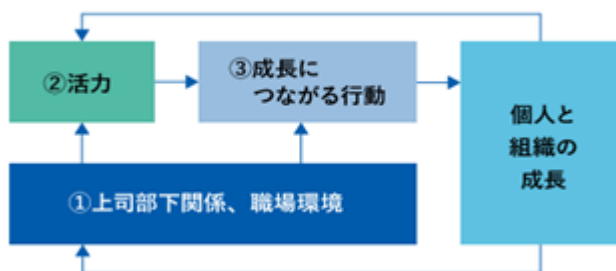 ②活力
③成長に
つながる行動
個人と
組織の
成長
①上司部下関係、職場環境